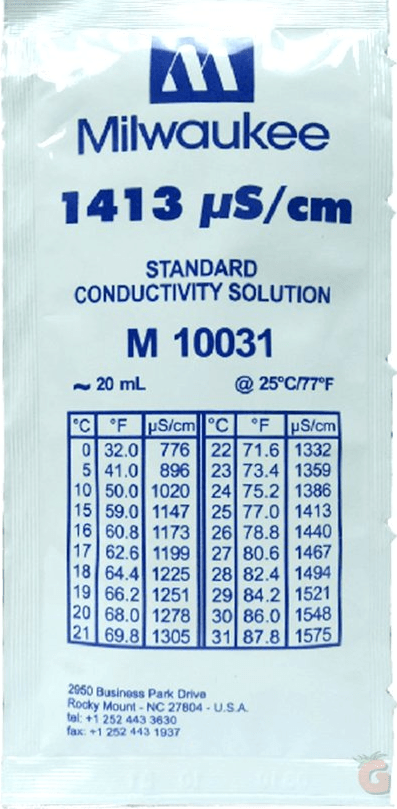 Milwaukee
1413 µS/cm
STANDARD
CONDUCTIVITY SOLUTION
M 10031
~ 20 mL @ 25°C/77°F
°C °F µS/cm °C °F µS/cm
0 32.0 776 22 71.6 1332
5 41.0 896 23 73.4 1359
10 50.0 1020 24 75.2 1386
15 59.0 1147 25 77.0 1413
16 60.8 1173 26 78.8 1440
17 62.6 1199 27 80.6 1467
18 64.4 1225 28 82.4 1494
19 66.2 1251 29 84.2 1521
20 68.0 1278 30 86.0 1548
21 69.8 1305 31 87.8 1575
2950 Business Park Drive
Rocky Mount - NC 27804 - U.S.A.
tel: +1 252 443 3630
fax: +1 252 443 1937
G